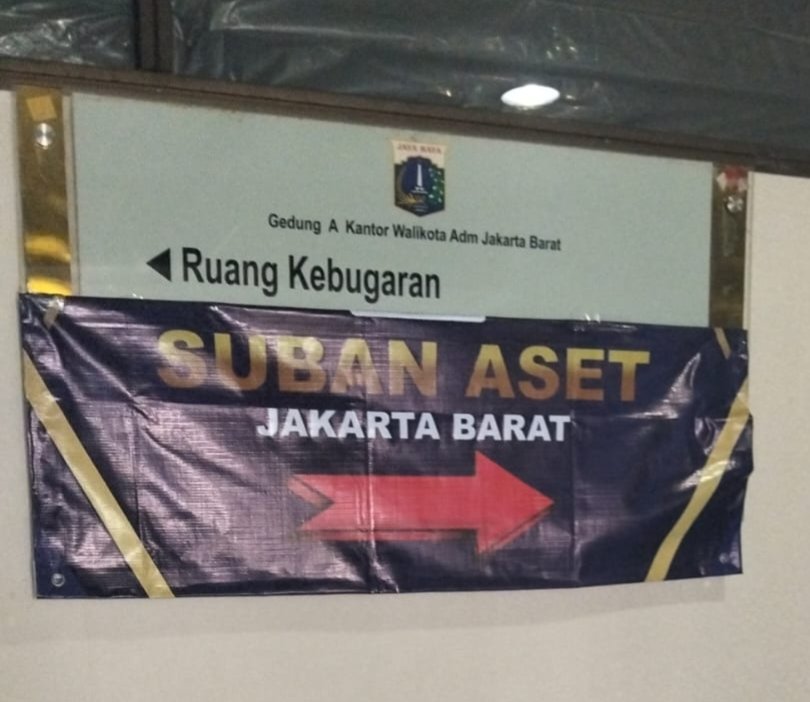 JAYA RAYA
Gedung A Kantor Walikota Adm Jakarta Barat
Ruang Kebugaran
SUBAN ASET
JAKARTA BARAT